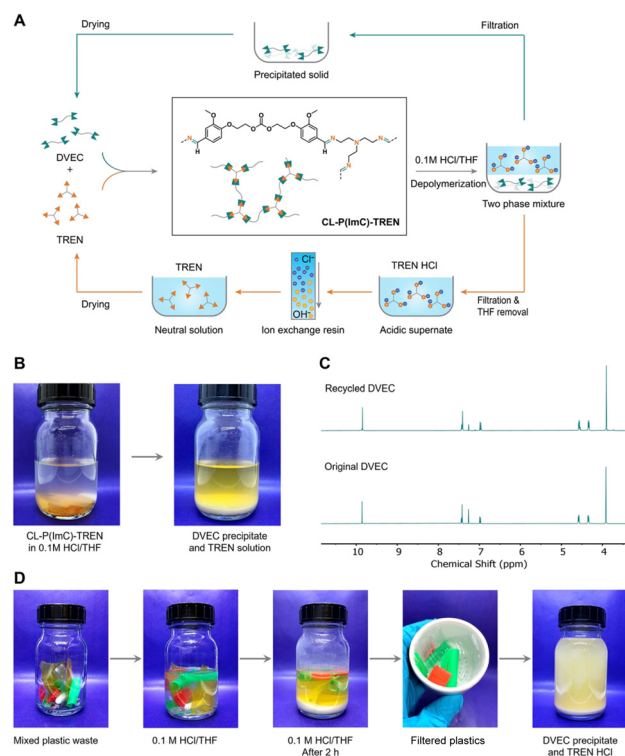 A
Drying
Filtration
Precipitated solid
DVEC
+
TREN
O
O
O
O
O
O
O
N
H
N
H
N
N
N
CL-P(ImC)-TREN
0.1M HCl/THF
Depolymerization
Two phase mixture
TREN
Cl-
TREN HCl
OH-
Drying
Neutral solution
Ion exchange resin
Acidic supernate
Filtration &
THF removal
B
CL-P(ImC)-TREN
in 0.1M HCl/THF
DVEC precipitate
and TREN solution
C
Recycled DVEC
Original DVEC
10 9 8 7 6 5 4
Chemical Shift (ppm)
D
Mixed plastic waste
0.1 M HCl/THF
0.1 M HCl/THF
After 2 h
Filtered plastics
DVEC precipitate
and TREN HCl